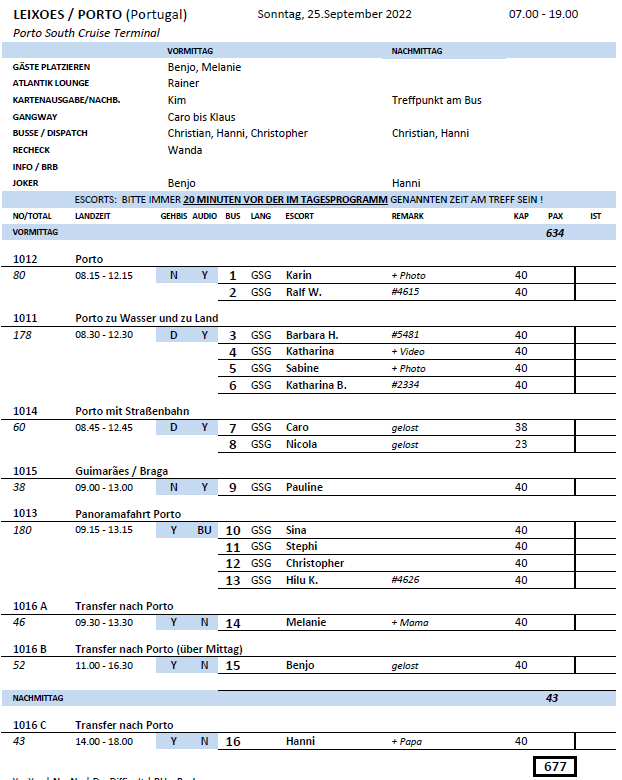 LEIXOES / PORTO (Portugal) Sonntag, 25.September 2022 07.00 - 19.00
Porto South Cruise Terminal
VORMITTAG NACHMITTAG
GÄSTE PLATZIEREN Benjo, Melanie
ATLANTIK LOUNGE Rainer
KARTENAUSGABE/NACHB. Kim Treffpunkt am Bus
GANGWAY Caro bis Klaus
BUSSE / DISPATCH Christian, Hanni, Christopher Christian, Hanni
RECHECK Wanda
INFO / BRB
JOKER Benjo Hanni
ESCORTS: BITTE IMMER 20 MINUTEN VOR DER IM TAGESPROGRAMM GENANNTEN ZEIT AM TREFF SEIN !
NO/TOTAL LANDZEIT GEHBIS AUDIO BUS LANG ESCORT REMARK KAP PAX IST
VORMITTAG 634
1012 Porto
80 08.15 - 12.15 N Y 1 GSG Karin + Photo 40
2 GSG Ralf W. #4615 40
1011 Porto zu Wasser und zu Land
178 08.30 - 12.30 D Y 3 GSG Barbara H. #5481 40
4 GSG Katharina + Video 40
5 GSG Sabine + Photo 40
6 GSG Katharina B. #2334 40
1014 Porto mit Straßenbahn
60 08.45 - 12.45 D Y 7 GSG Caro gelost 38
8 GSG Nicola gelost 23
1015 Guimarães / Braga
38 09.00 - 13.00 N Y 9 GSG Pauline 40
1013 Panoramafahrt Porto
180 09.15 - 13.15 Y BU 10 GSG Sina 40
11 GSG Stephi 40
12 GSG Christopher 40
13 GSG Hilu K. #4626 40
1016 A Transfer nach Porto
46 09.30 - 13.30 Y N 14 Melanie + Mama 40
1016 B Transfer nach Porto (über Mittag)
52 11.00 - 16.30 Y N 15 Benjo gelost 40
NACHMITTAG 43
1016 C Transfer nach Porto
43 14.00 - 18.00 Y N 16 Hanni + Papa 40
677